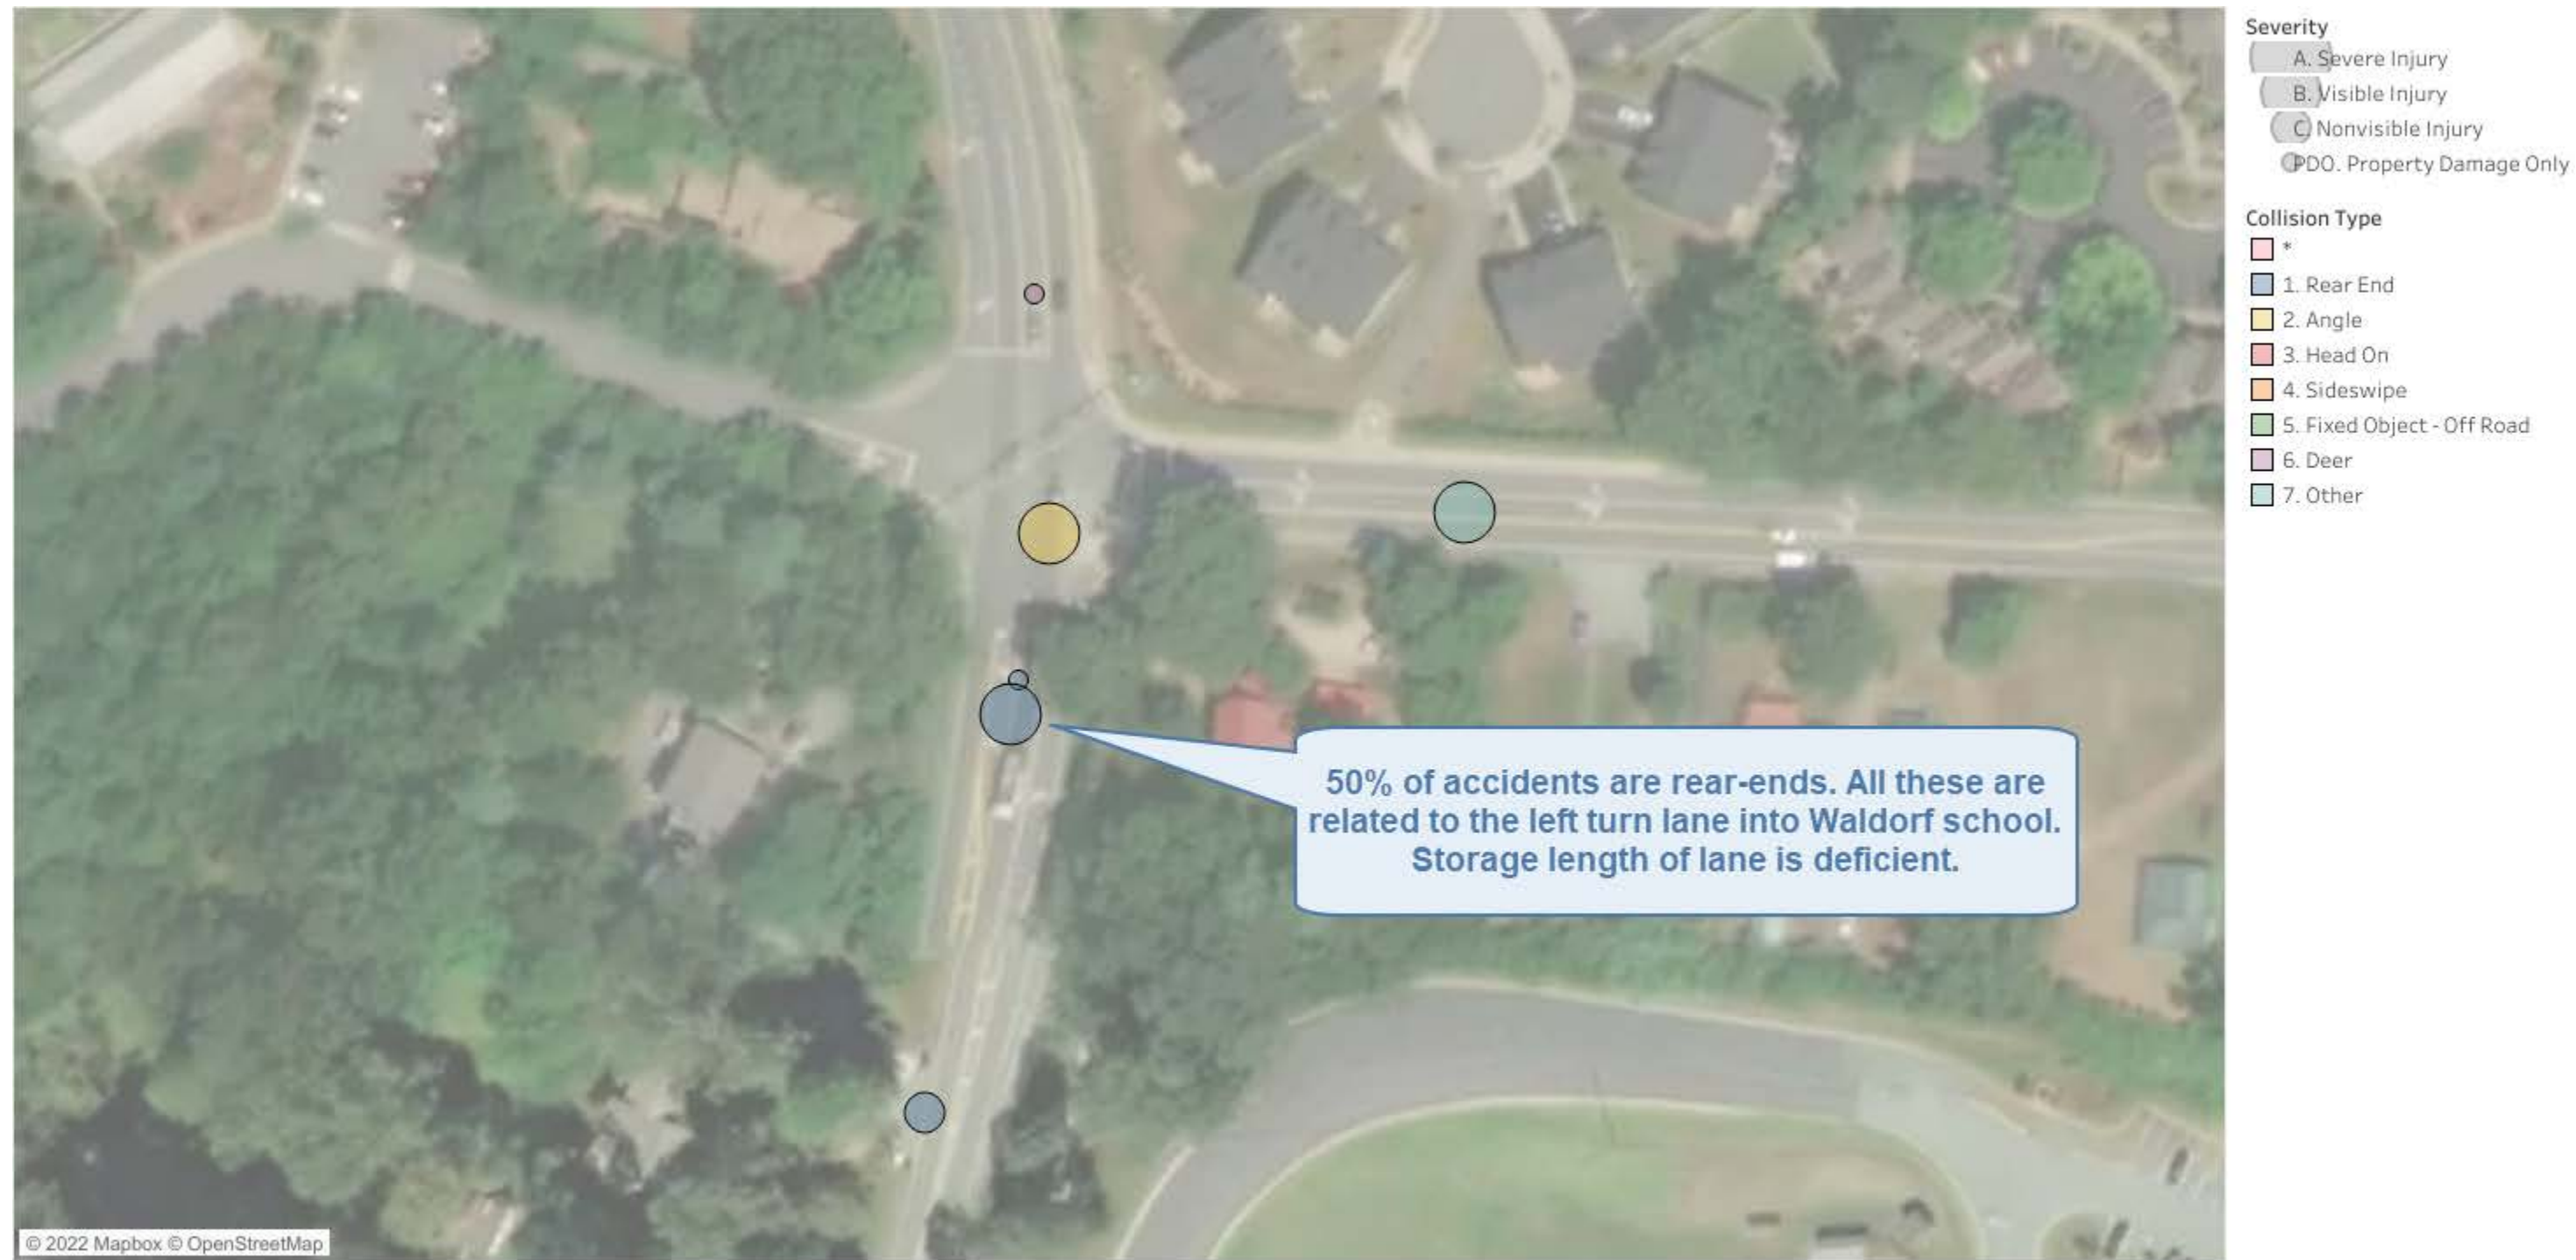 Severity
A. Severe Injury
B. Visible Injury
C. Nonvisible Injury
PDO. Property Damage Only
Collision Type
*
1. Rear End
2. Angle
3. Head On
4. Sideswipe
5. Fixed Object - Off Road
6. Deer
7. Other
50% of accidents are rear-ends. All these are
related to the left turn lane into Waldorf school.
Storage length of lane is deficient.
© 2022 Mapbox © OpenStreetMap